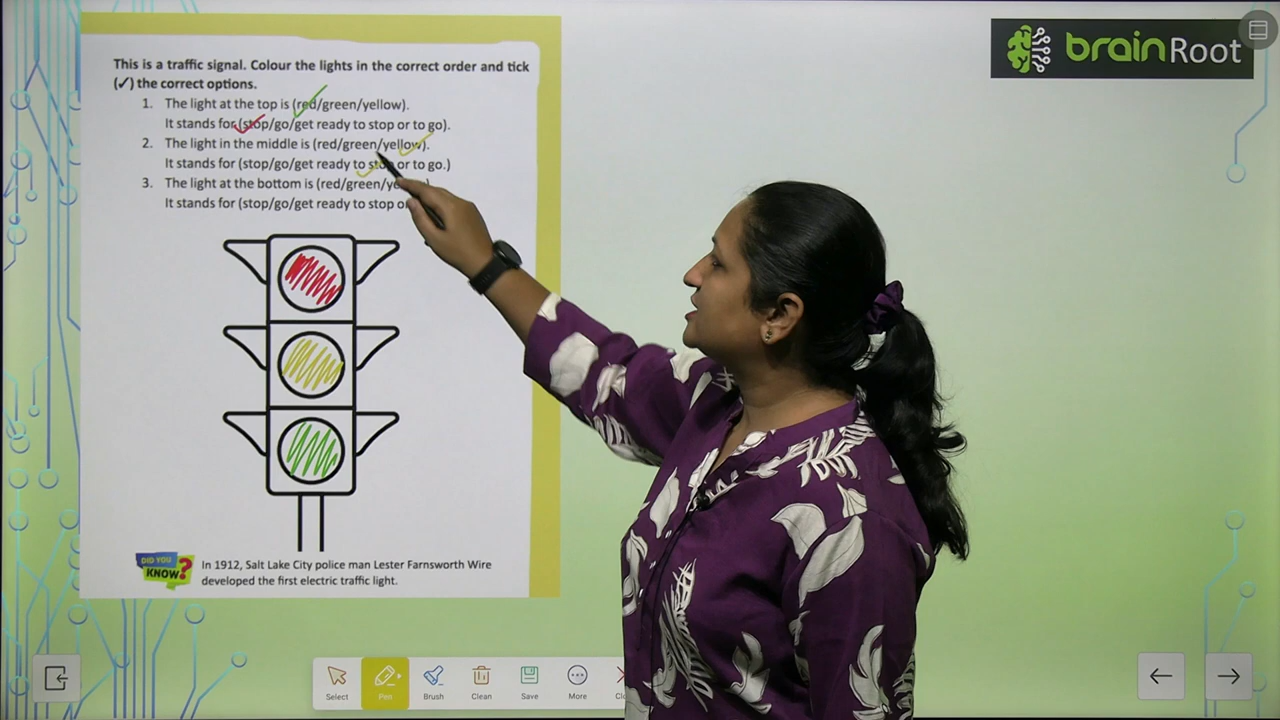 This is a traffic signal. Colour the lights in the correct order and tick
(✓) the correct options.
1. The light at the top is (red/green/yellow).
It stands for (stop/go/get ready to stop or to go).
2. The light in the middle is (red/green/yellow).
It stands for (stop/go/get ready to stop or to go.)
3. The light at the bottom is (red/green/
It stands for (stop/go/get ready to stop
DID YOU
KNOW?
In 1912, Salt Lake City police man Lester Farnsworth Wire
developed the first electric traffic light.
brainRoot
Select
Pen
Brush
Clean
Save
More